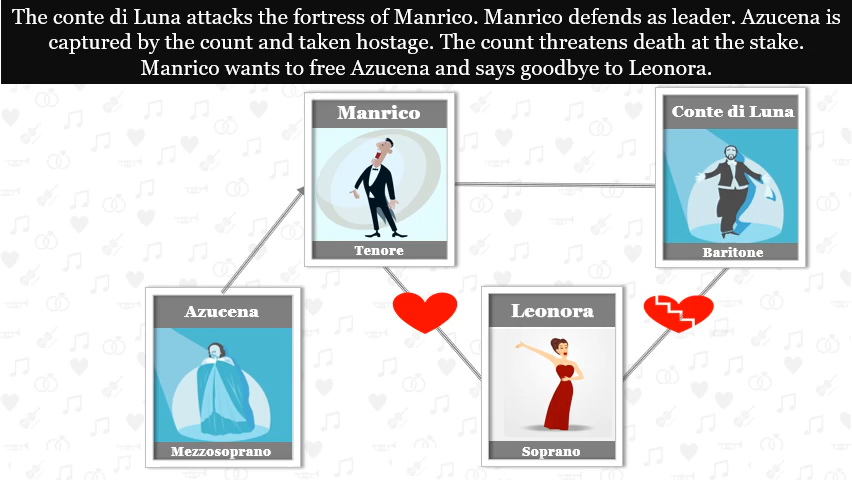 The conte di Luna attacks the fortress of Manrico. Manrico defends as leader. Azucena is
captured by the count and taken hostage. The count threatens death at the stake.
Manrico wants to free Azucena and says goodbye to Leonora.
Manrico
Tenore
Conte di Luna
Baritone
Azucena
Mezzosoprano
Leonora
Soprano